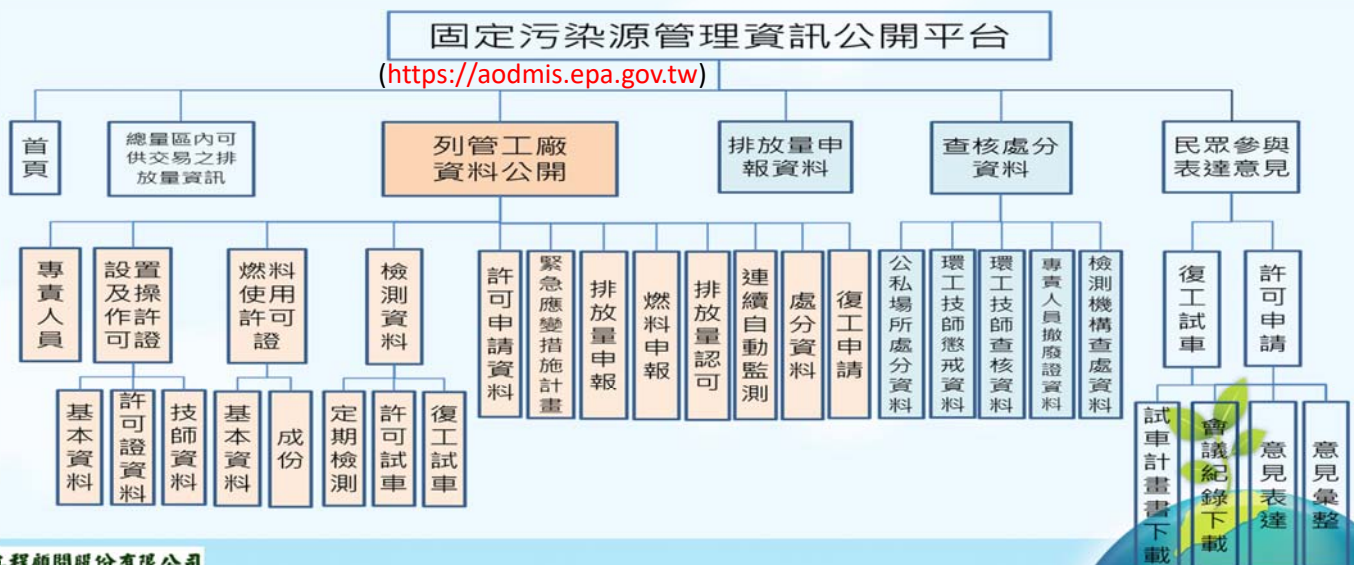 固定污染源管理資訊公開平台
(https://aodmis.epa.gov.tw)
首頁
總量區內可
供交易之排
放量資訊
列管工廠
資料公開
排放量申
報資料
查核處分
資料
民眾參與
表達意見
專責人員
設置
及操
作許
可證
燃料
使用
許可
證
檢測資料
許可申請資料
緊急應變措施計畫
排放量申報
燃料申報
排放量認可
連續自動監測
處分資料
復工申請
公私場所處分資料
環工技師懲戒資料
環工技師查核資料
專責人員撤廢證資料
檢測機構查處資料
復工試車
許可申請
基本資料
許可證資料
技師資料
基本資料
成份
定期檢測
許可試車
復工試車
試車計畫書下載
會議紀錄下載
意見表達
意見彙整
工程顧問股份有限公司